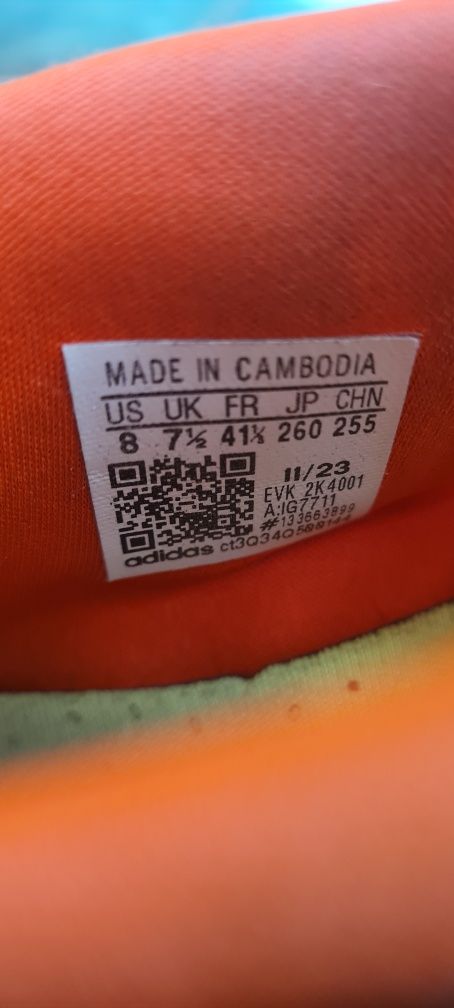 MADE IN CAMBODIA
US UK FR JP CHN
8 7½ 41⅓ 260 255
11/23
EVK 2K4001
A:IG7711
#133663899
adidas